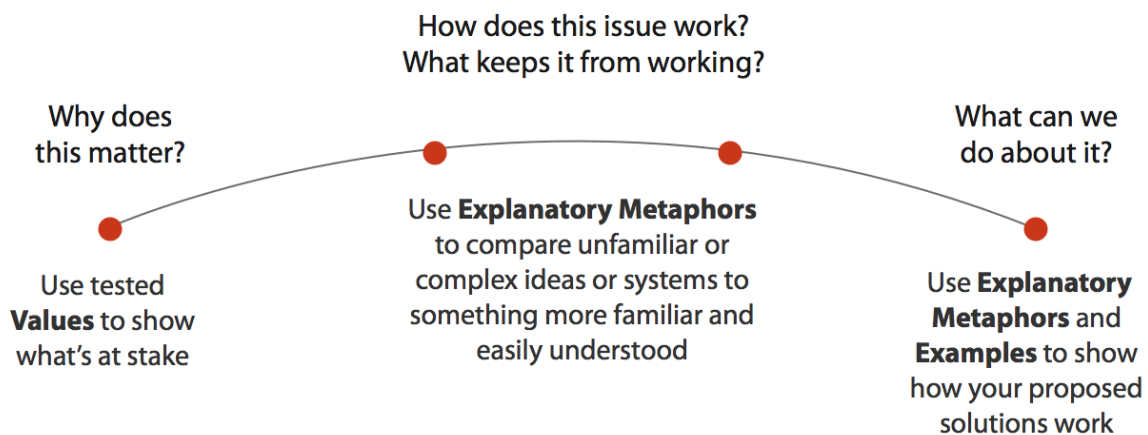 How does this issue work?
What keeps it from working?
Why does
this matter?
What can we
do about it?
Use tested
Values to show
what's at stake
Use Explanatory Metaphors
to compare unfamiliar or
complex ideas or systems to
something more familiar and
easily understood
Use Explanatory
Metaphors and
Examples to show
how your proposed
solutions work